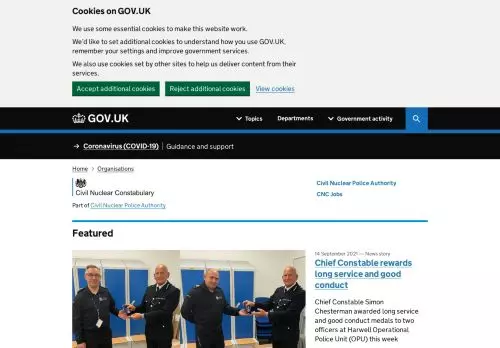 Cookies on GOV.UK
We use some essential cookies to make this website work.
We'd like to set additional cookies to understand how you use GOV.UK,
remember your settings and improve government services.
We also use cookies set by other sites to help us deliver content from their
services.
Accept additional cookies
Reject additional cookies
View cookies
GOV.UK
Topics
Departments
Government activity
→ Coronavirus (COVID-19)
Guidance and support
Home > Organisations
Civil Nuclear Constabulary
Part of Civil Nuclear Police Authority
Civil Nuclear Police Authority
CNC Jobs
Featured
14 September 2021 — News story
Chief Constable rewards
long service and good
conduct
Chief Constable Simon
Chesterman awarded long service
and good conduct medals to two
officers at Harwell Operational
Police Unit (OPU) this week